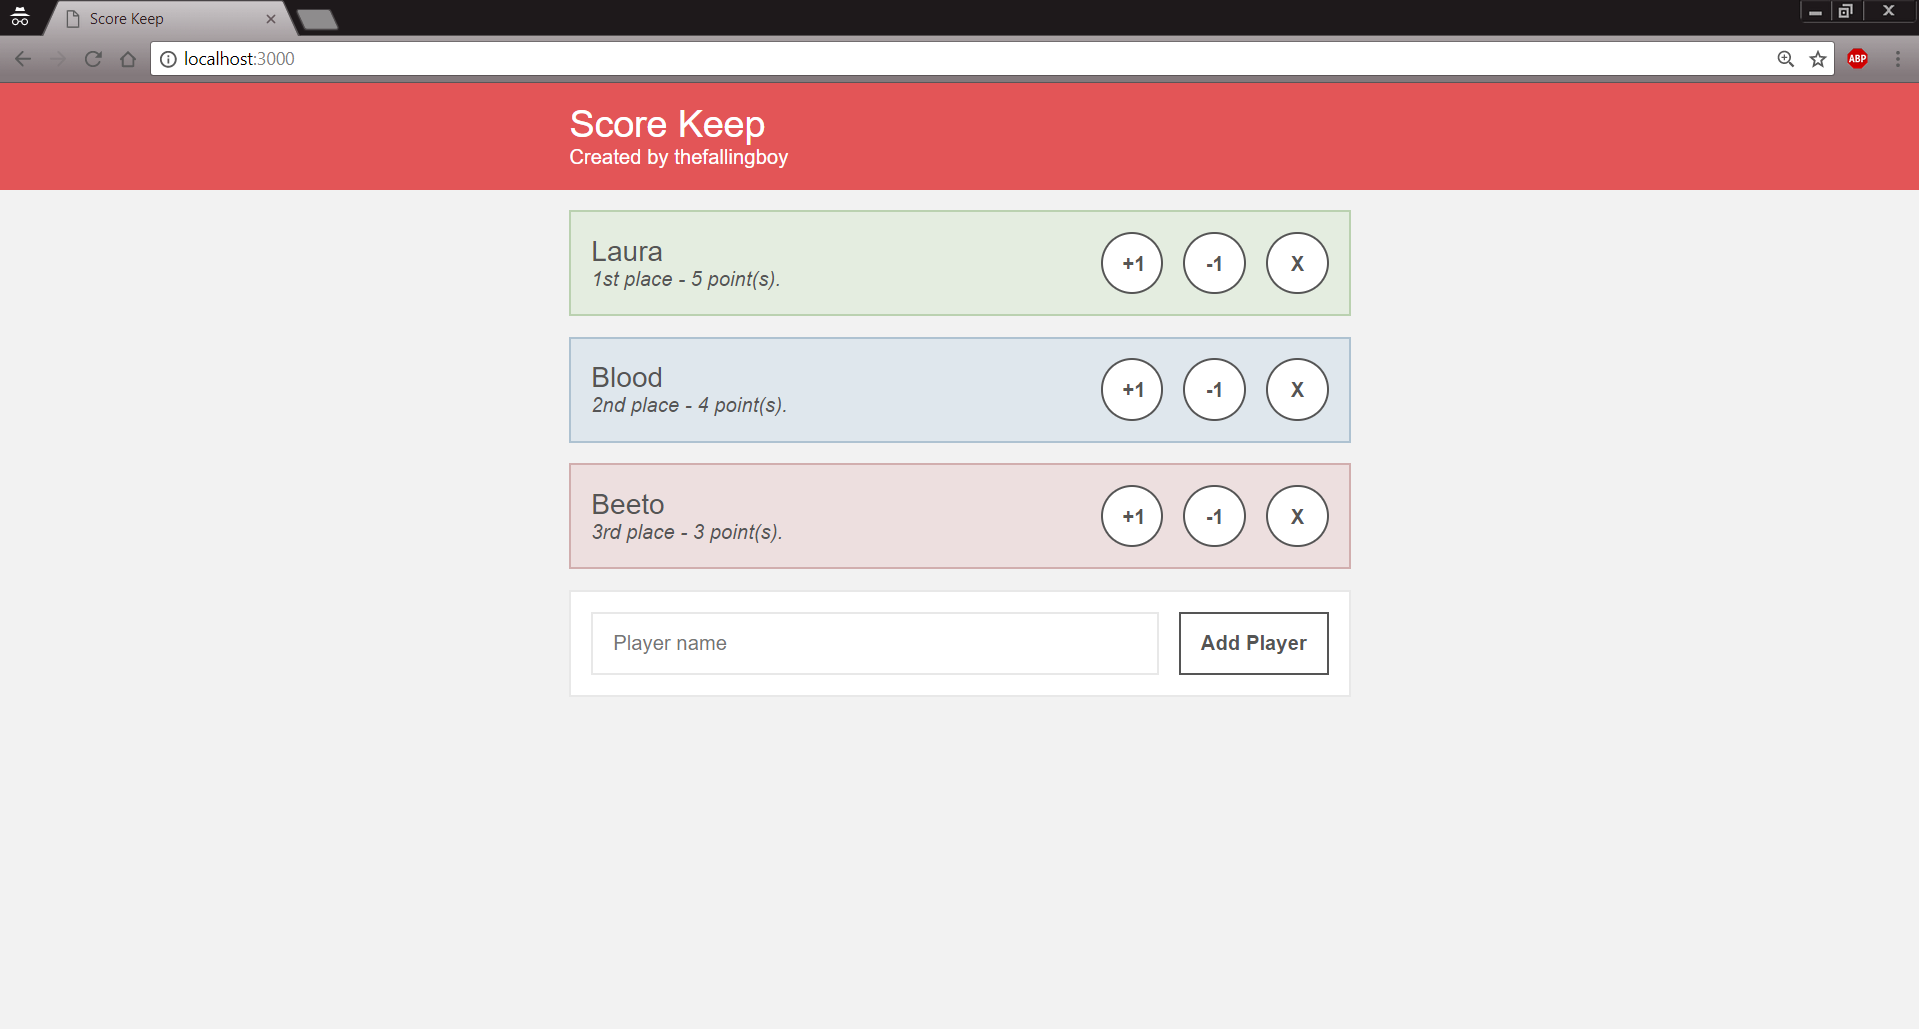 Score Keep
localhost:3000
ABP
Score Keep
Created by thefallingboy
Laura
1st place - 5 point(s).
+1 -1 X
Blood
2nd place - 4 point(s).
+1 -1 X
Beeto
3rd place - 3 point(s).
+1 -1 X
Player name
Add Player